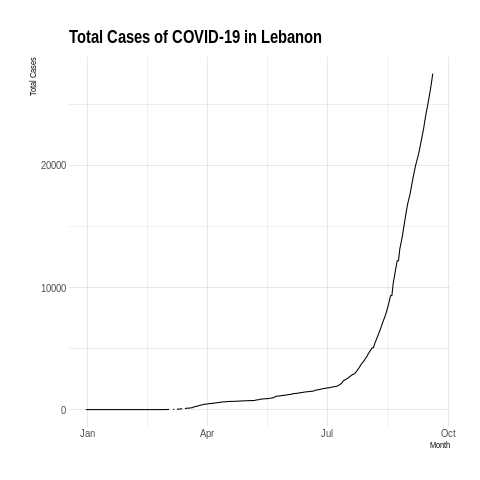 Total Cases of COVID-19 in Lebanon
Total Cases
20000
10000
0
Jan Apr Jul Oct
Month